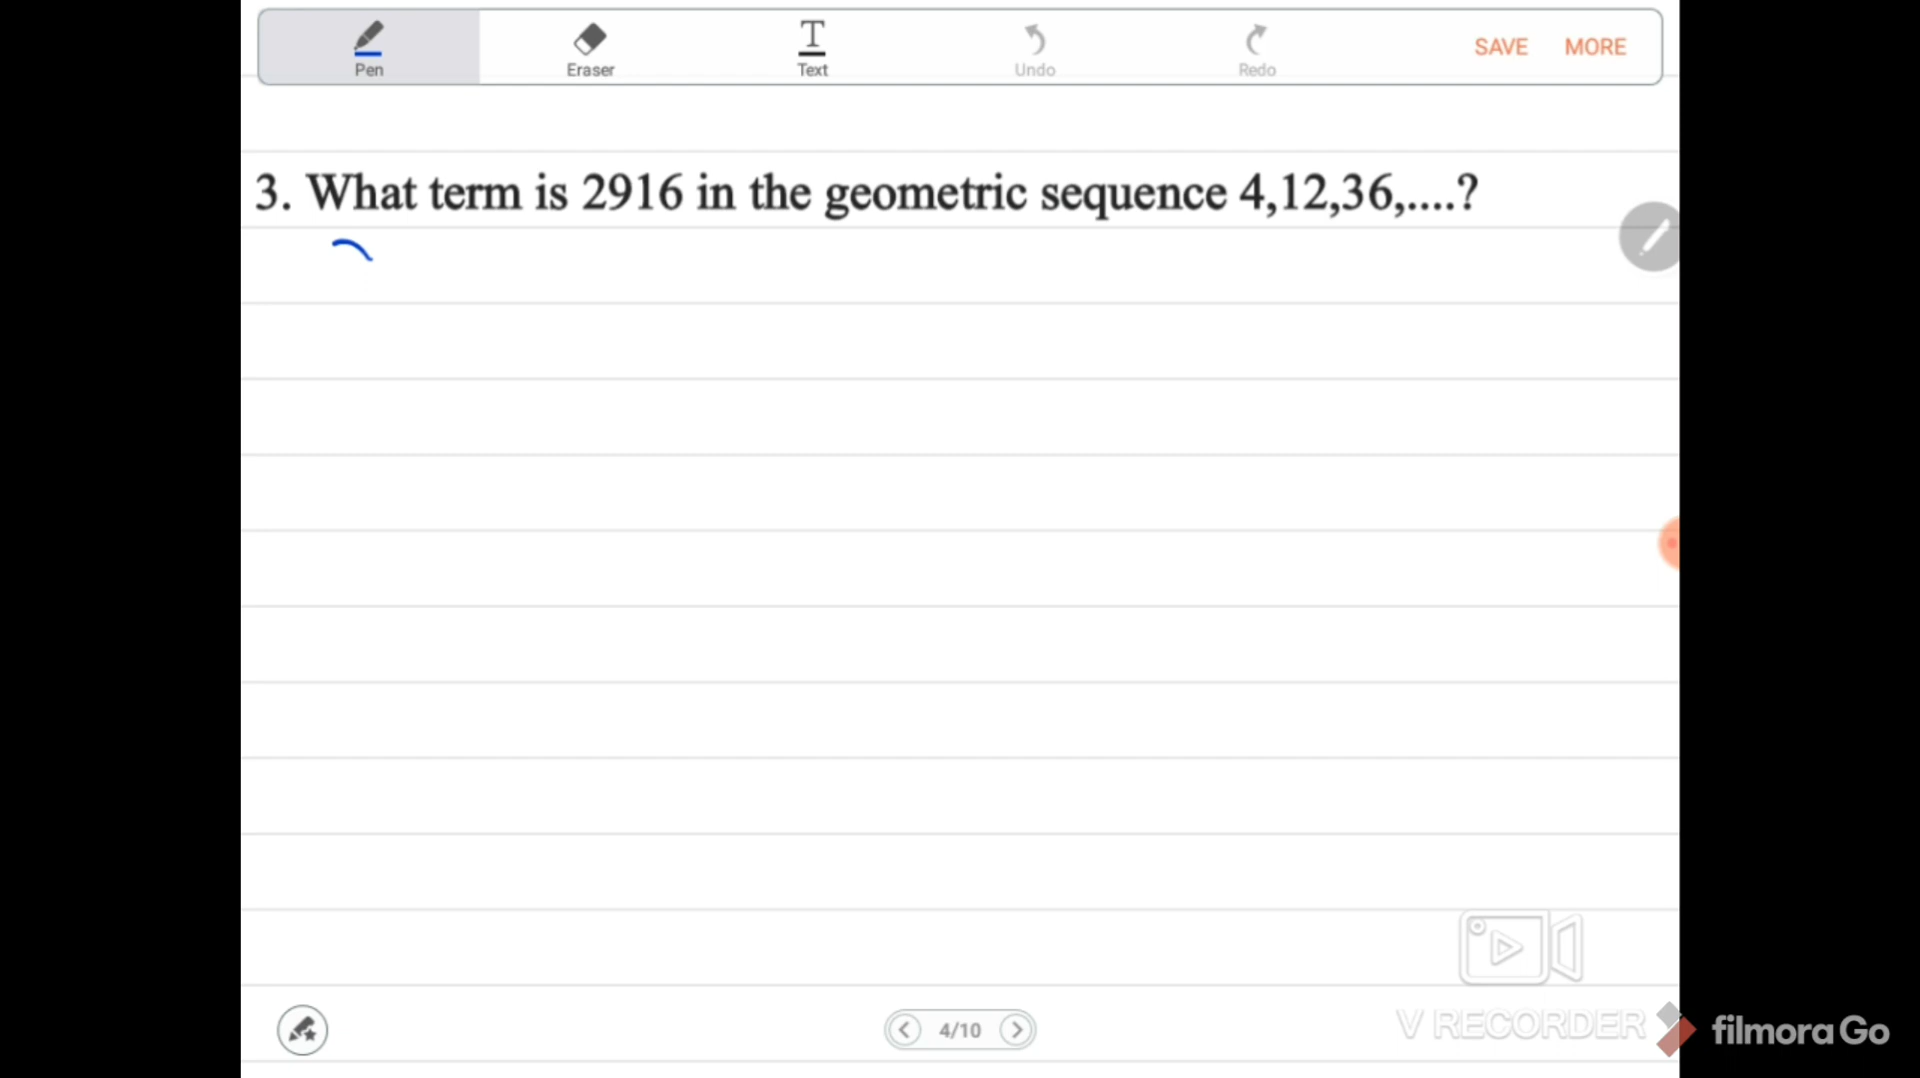 Pen
Eraser
T
Text
Undo
Redo
SAVE
MORE
3. What term is 2916 in the geometric sequence 4,12,36,....?
4/10
V RECORDER
filmora Go